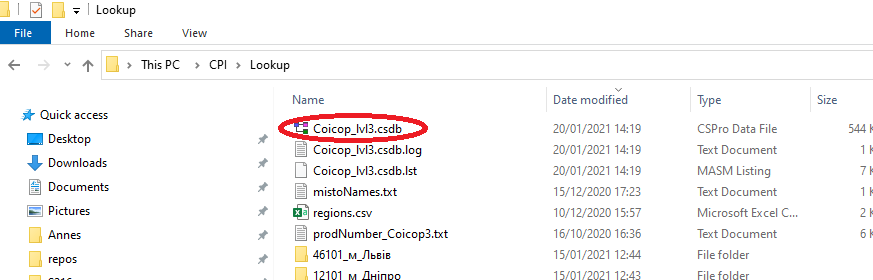 Lookup
File Home Share View
This PC > CPI > Lookup
Name Date modified Type Size
Quick access
Desktop
Downloads
Documents
Pictures
Annes
repos
Coicop_lvl3.csdb 20/01/2021 14:19 CSPro Data File 544 K
Coicop_lvl3.csdb.log 20/01/2021 14:19 Text Document 1 K
Coicop_lvl3.csdb.lst 20/01/2021 14:19 MASM Listing 7 K
mistoNames.txt 15/12/2020 17:23 Text Document 1 K
regions.csv 10/12/2020 15:57 Microsoft Excel C... 1 K
prodNumber_Coicop3.txt 16/10/2020 16:36 Text Document 6 K
46101_м_Львів 15/01/2021 12:44 File folder
12101_м_Дніпро 15/01/2021 12:43 File folder